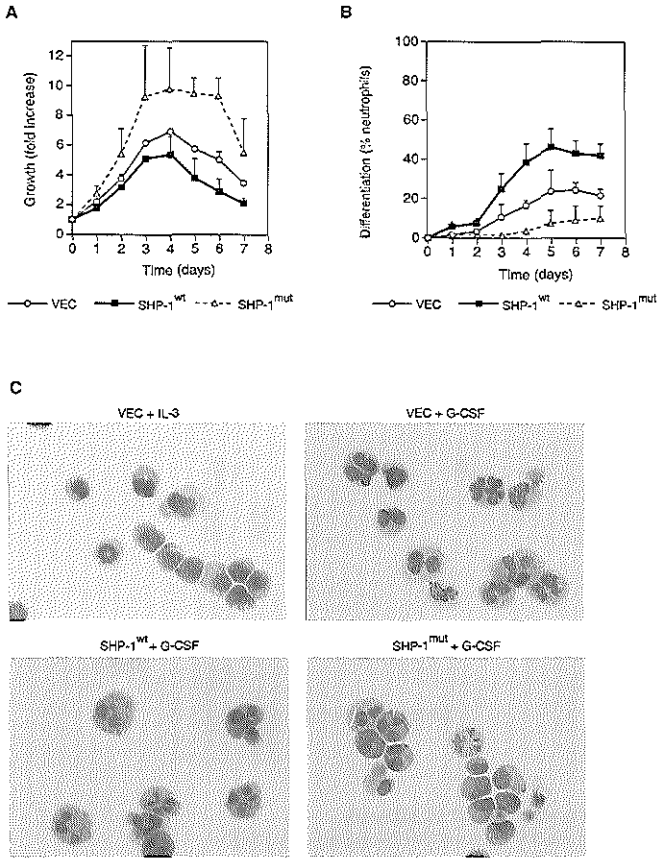 A
B
Growth (fold increase)
12
10
8
6
4
2
0
0 1 2 3 4 5 6 7
Time (days)
Differentiation (% neutrophils)
100
80
60
40
20
0
0 1 2 3 4 5 6 7 8
Time (days)
VEC SHP-1wt SHP-1mut
VEC SHP-1wt SHP-1mut
C
VEC + IL-3
VEC + G-CSF
SHP-1wt + G-CSF
SHP-1mut + G-CSF